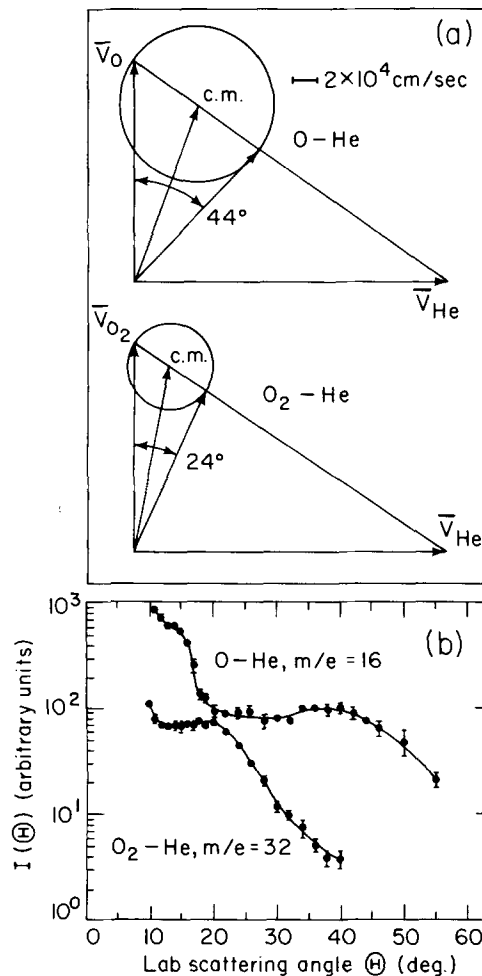 (a)
V̅O
c.m.
2×10⁴cm/sec
O–He
44°
V̅He
V̅O₂
c.m.
O₂–He
24°
V̅He
(b)
I(Θ) (arbitrary units)
10³
10²
10¹
10⁰
O–He, m/e = 16
O₂–He, m/e = 32
0 10 20 30 40 50 60
Lab scattering angle Θ (deg.)